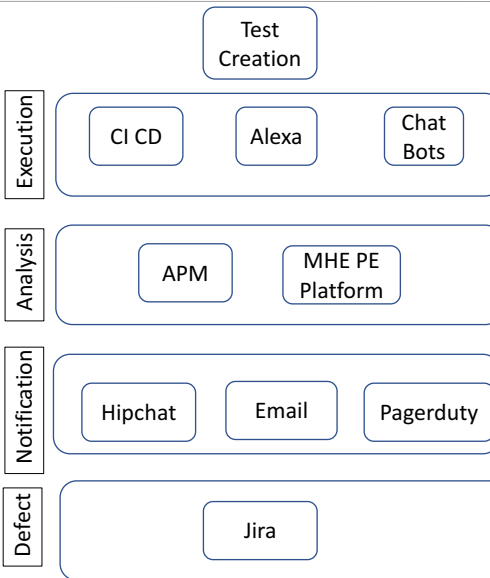 Test
Creation
Execution
CI CD
Alexa
Chat
Bots
Analysis
APM
MHE PE
Platform
Notification
Hipchat
Email
Pagerduty
Defect
Jira